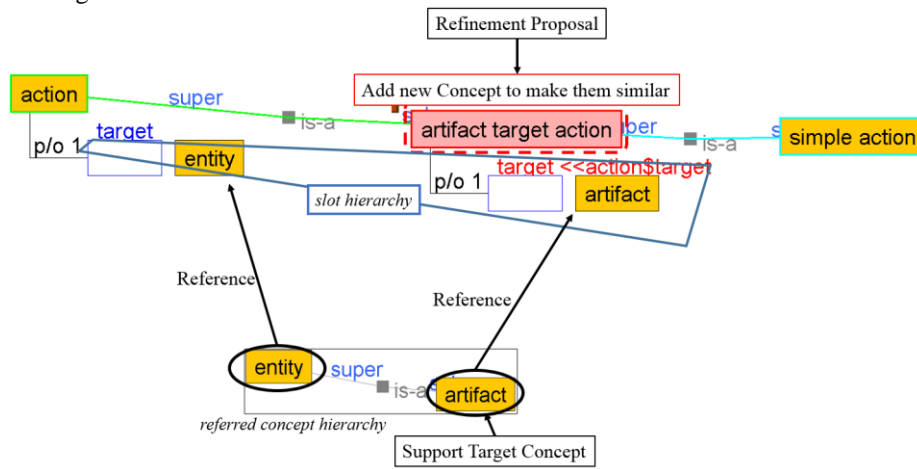 Refinement Proposal
Add new Concept to make them similar
action
super
is-a
artifact target action
super
is-a
simple action
p/o 1
target
entity
target <<action$target
p/o 1
artifact
slot hierarchy
Reference
Reference
entity
super
is-a
artifact
referred concept hierarchy
Support Target Concept